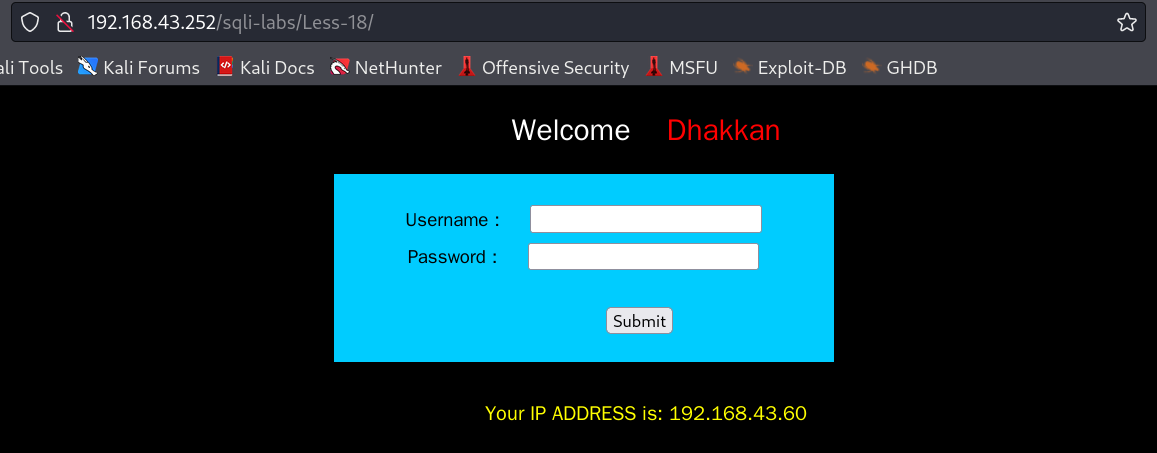 192.168.43.252/sqli-labs/Less-18/
ali Tools Kali Forums Kali Docs NetHunter Offensive Security MSFU Exploit-DB GHDB
Welcome Dhakkan
Username :
Password :
Submit
Your IP ADDRESS is: 192.168.43.60